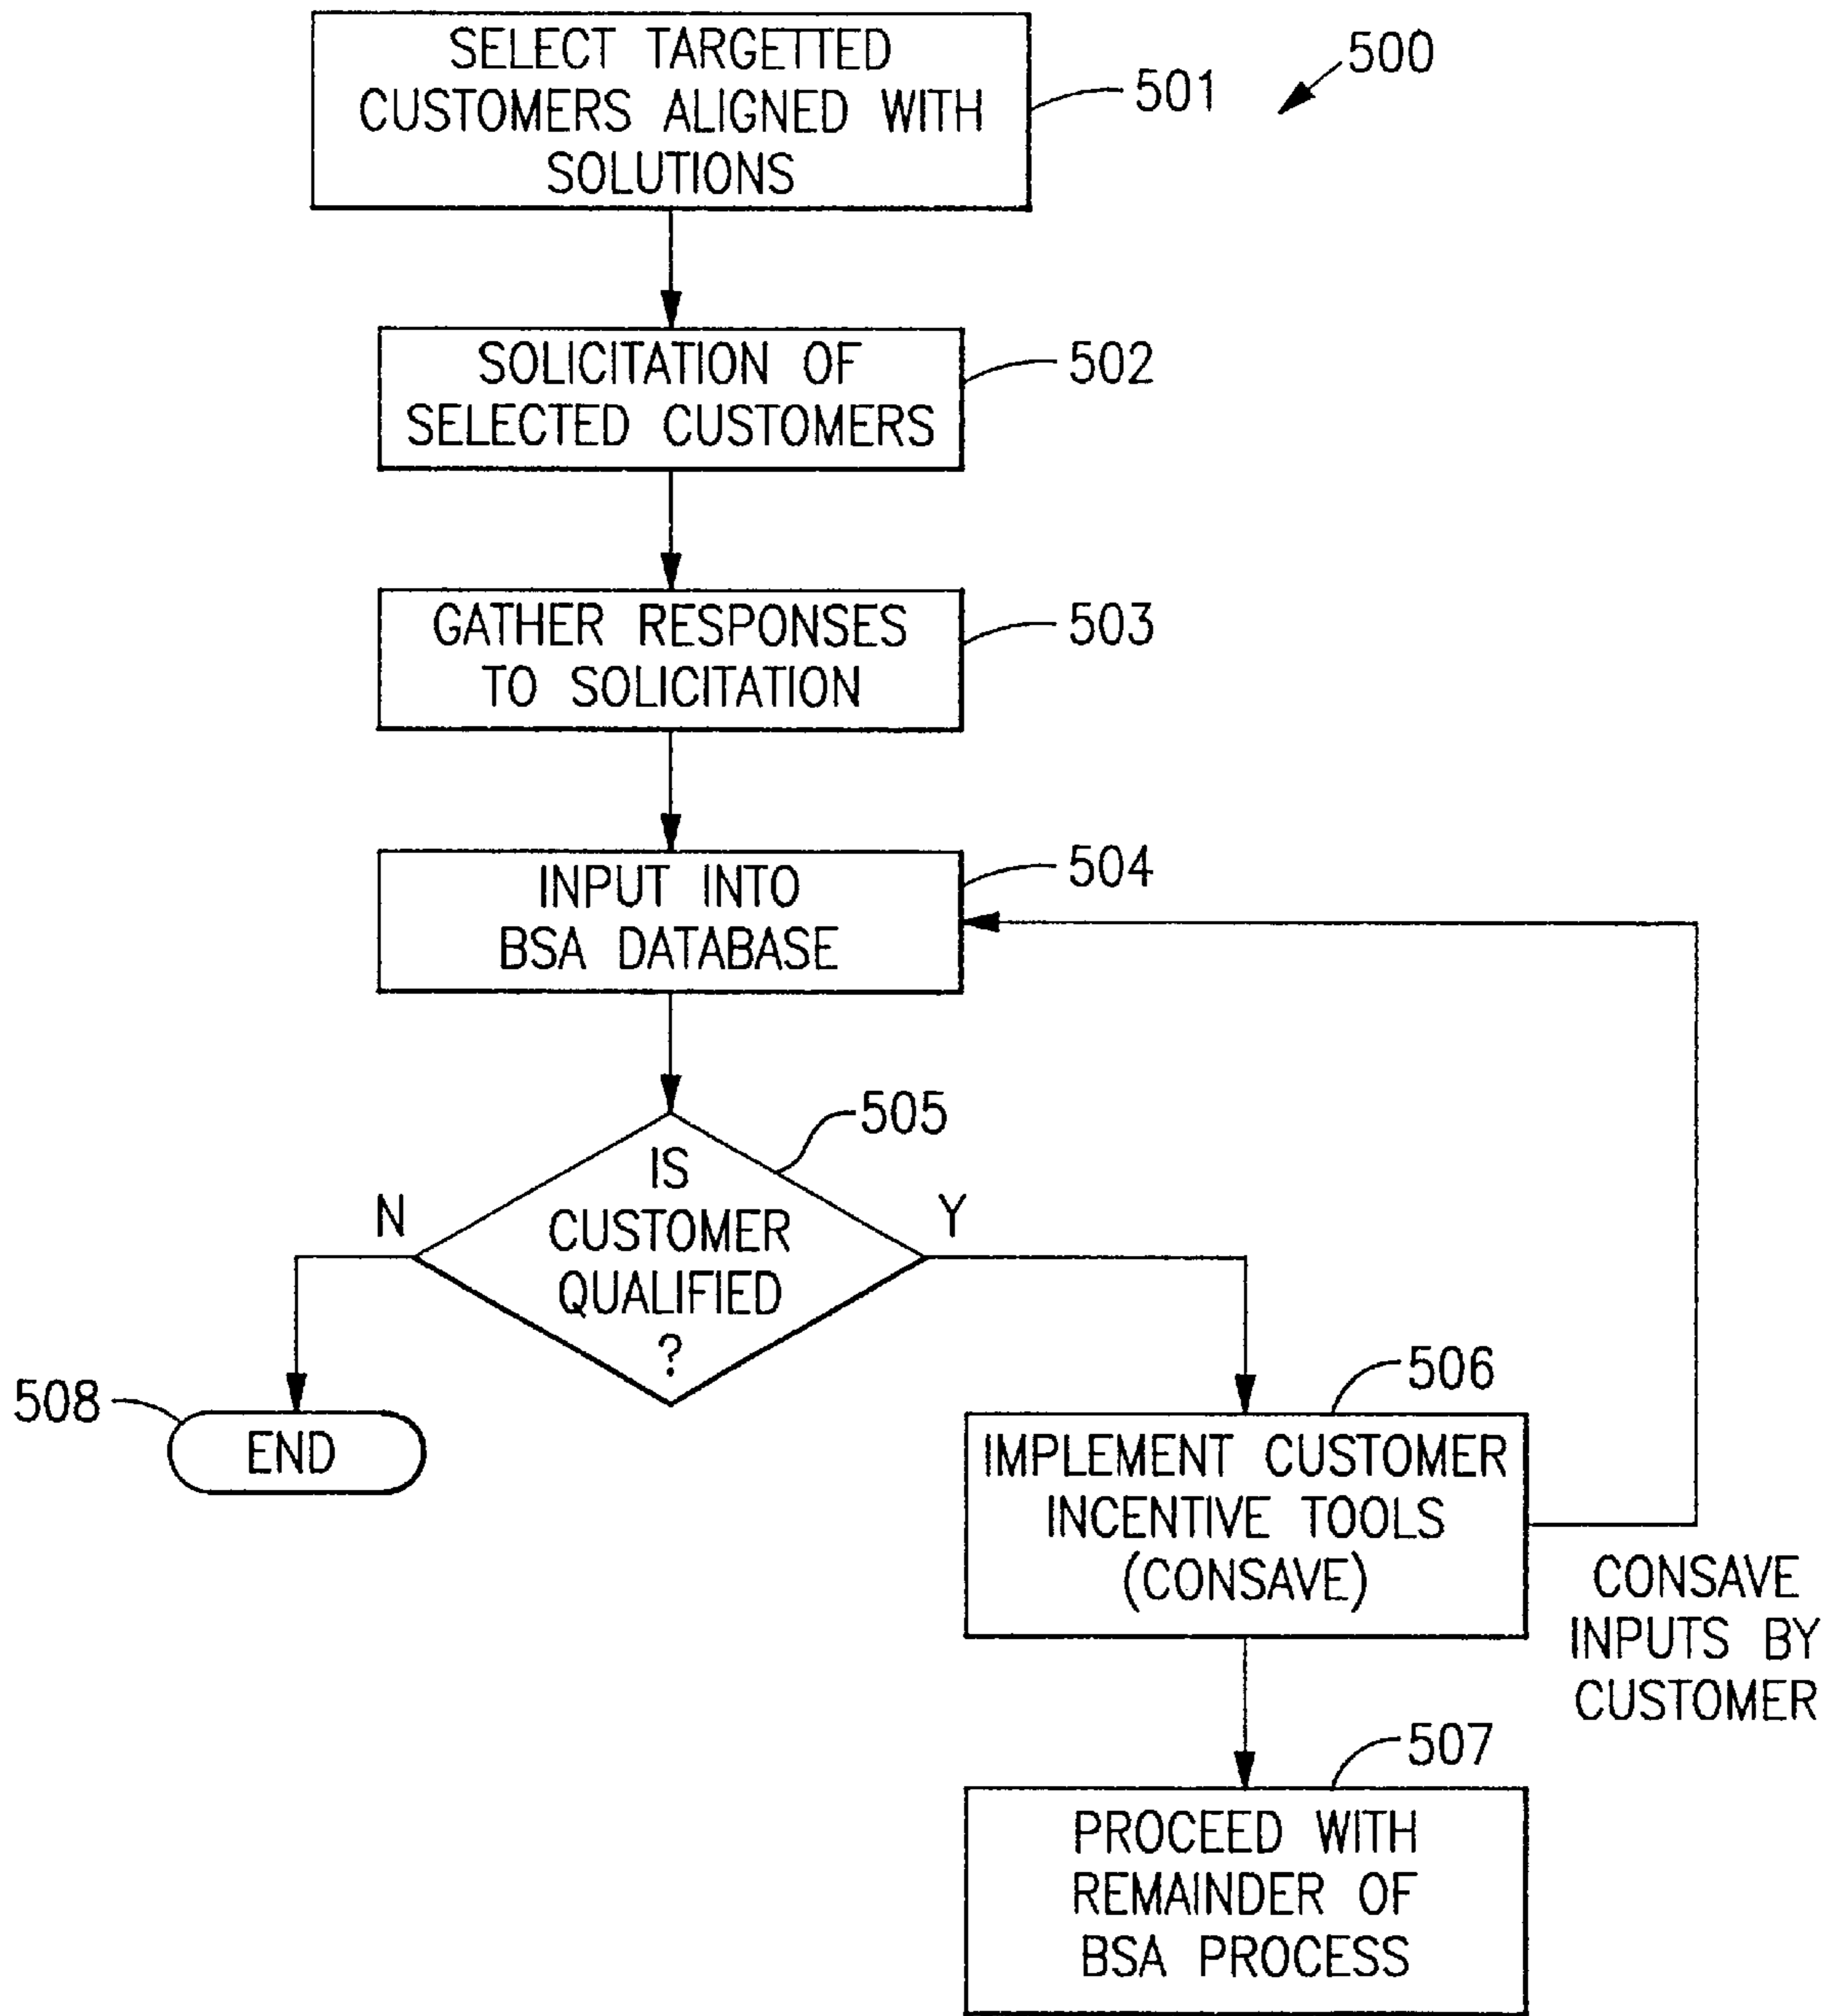 SELECT TARGETTED
CUSTOMERS ALIGNED WITH
SOLUTIONS
501
500
SOLICITATION OF
SELECTED CUSTOMERS
502
GATHER RESPONSES
TO SOLICITATION
503
INPUT INTO
BSA DATABASE
504
IS
CUSTOMER
QUALIFIED
?
505
N
Y
508
END
506
IMPLEMENT CUSTOMER
INCENTIVE TOOLS
(CONSAVE)
CONSAVE
INPUTS BY
CUSTOMER
507
PROCEED WITH
REMAINDER OF
BSA PROCESS